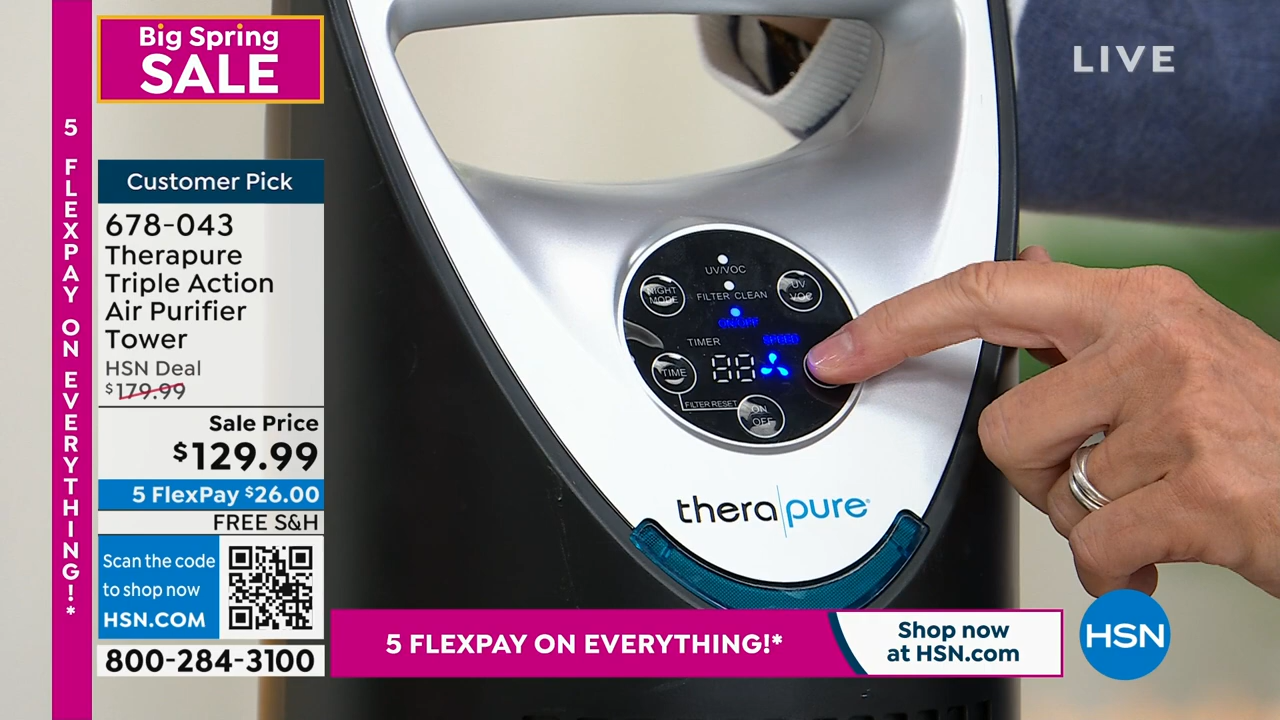 Big Spring
SALE
LIVE
5 FLEXPAY ON EVERYTHING!*
Customer Pick
678-043
Therapure
Triple Action
Air Purifier
Tower
HSN Deal
$179.99
Sale Price
$129.99
5 FlexPay $26.00
FREE S&H
Scan the code
to shop now
HSN.COM
800-284-3100
UV/VOC
NIGHT
MODE
UV
VOC
FILTER CLEAN
ON/OFF
TIMER
SPEED
TIME
88
FILTER RESET
ON
OFF
thera|pure®
5 FLEXPAY ON EVERYTHING!*
Shop now
at HSN.com
HSN